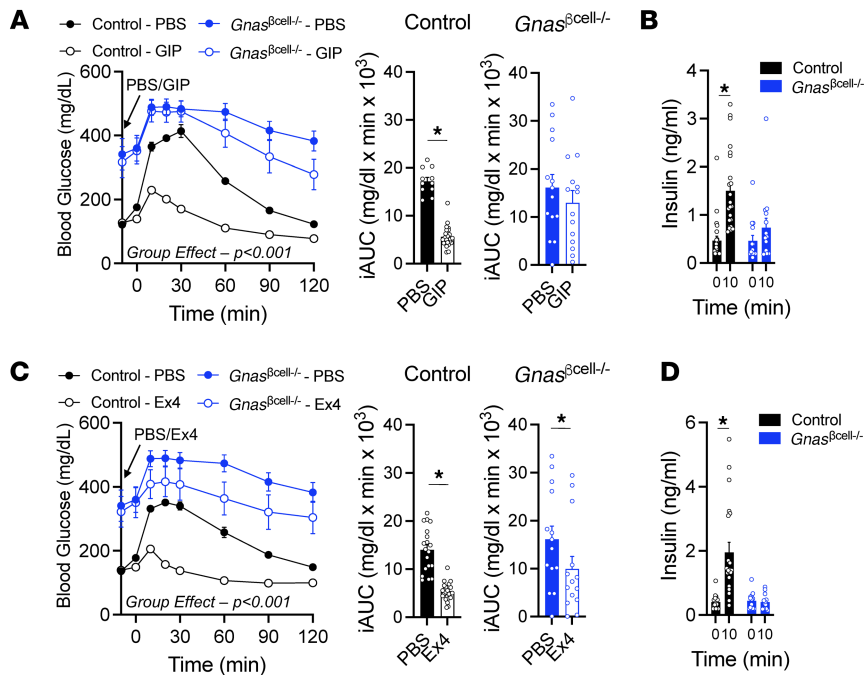 A
Control - PBS
Gnasβcell-/- - PBS
Control - GIP
Gnasβcell-/- - GIP
Blood Glucose (mg/dL)
600
400
200
0
PBS/GIP
Group Effect – p<0.001
0 30 60 90 120
Time (min)
Control
iAUC (mg/dl x min x 10³)
40
30
20
10
0
*
PBS
GIP
Gnasβcell-/-
iAUC (mg/dl x min x 10³)
40
30
20
10
0
PBS
GIP
B
Control
Gnasβcell-/-
Insulin (ng/ml)
4
3
2
1
0
*
0 10 0 10
Time (min)
C
Control - PBS
Gnasβcell-/- - PBS
Control - Ex4
Gnasβcell-/- - Ex4
Blood Glucose (mg/dL)
600
400
200
0
PBS/Ex4
Group Effect – p<0.001
0 30 60 90 120
Time (min)
Control
iAUC (mg/dl x min x 10³)
40
30
20
10
0
*
PBS
Ex4
Gnasβcell-/-
iAUC (mg/dl x min x 10³)
40
30
20
10
0
*
PBS
Ex4
D
Control
Gnasβcell-/-
Insulin (ng/ml)
6
4
2
0
*
0 10 0 10
Time (min)